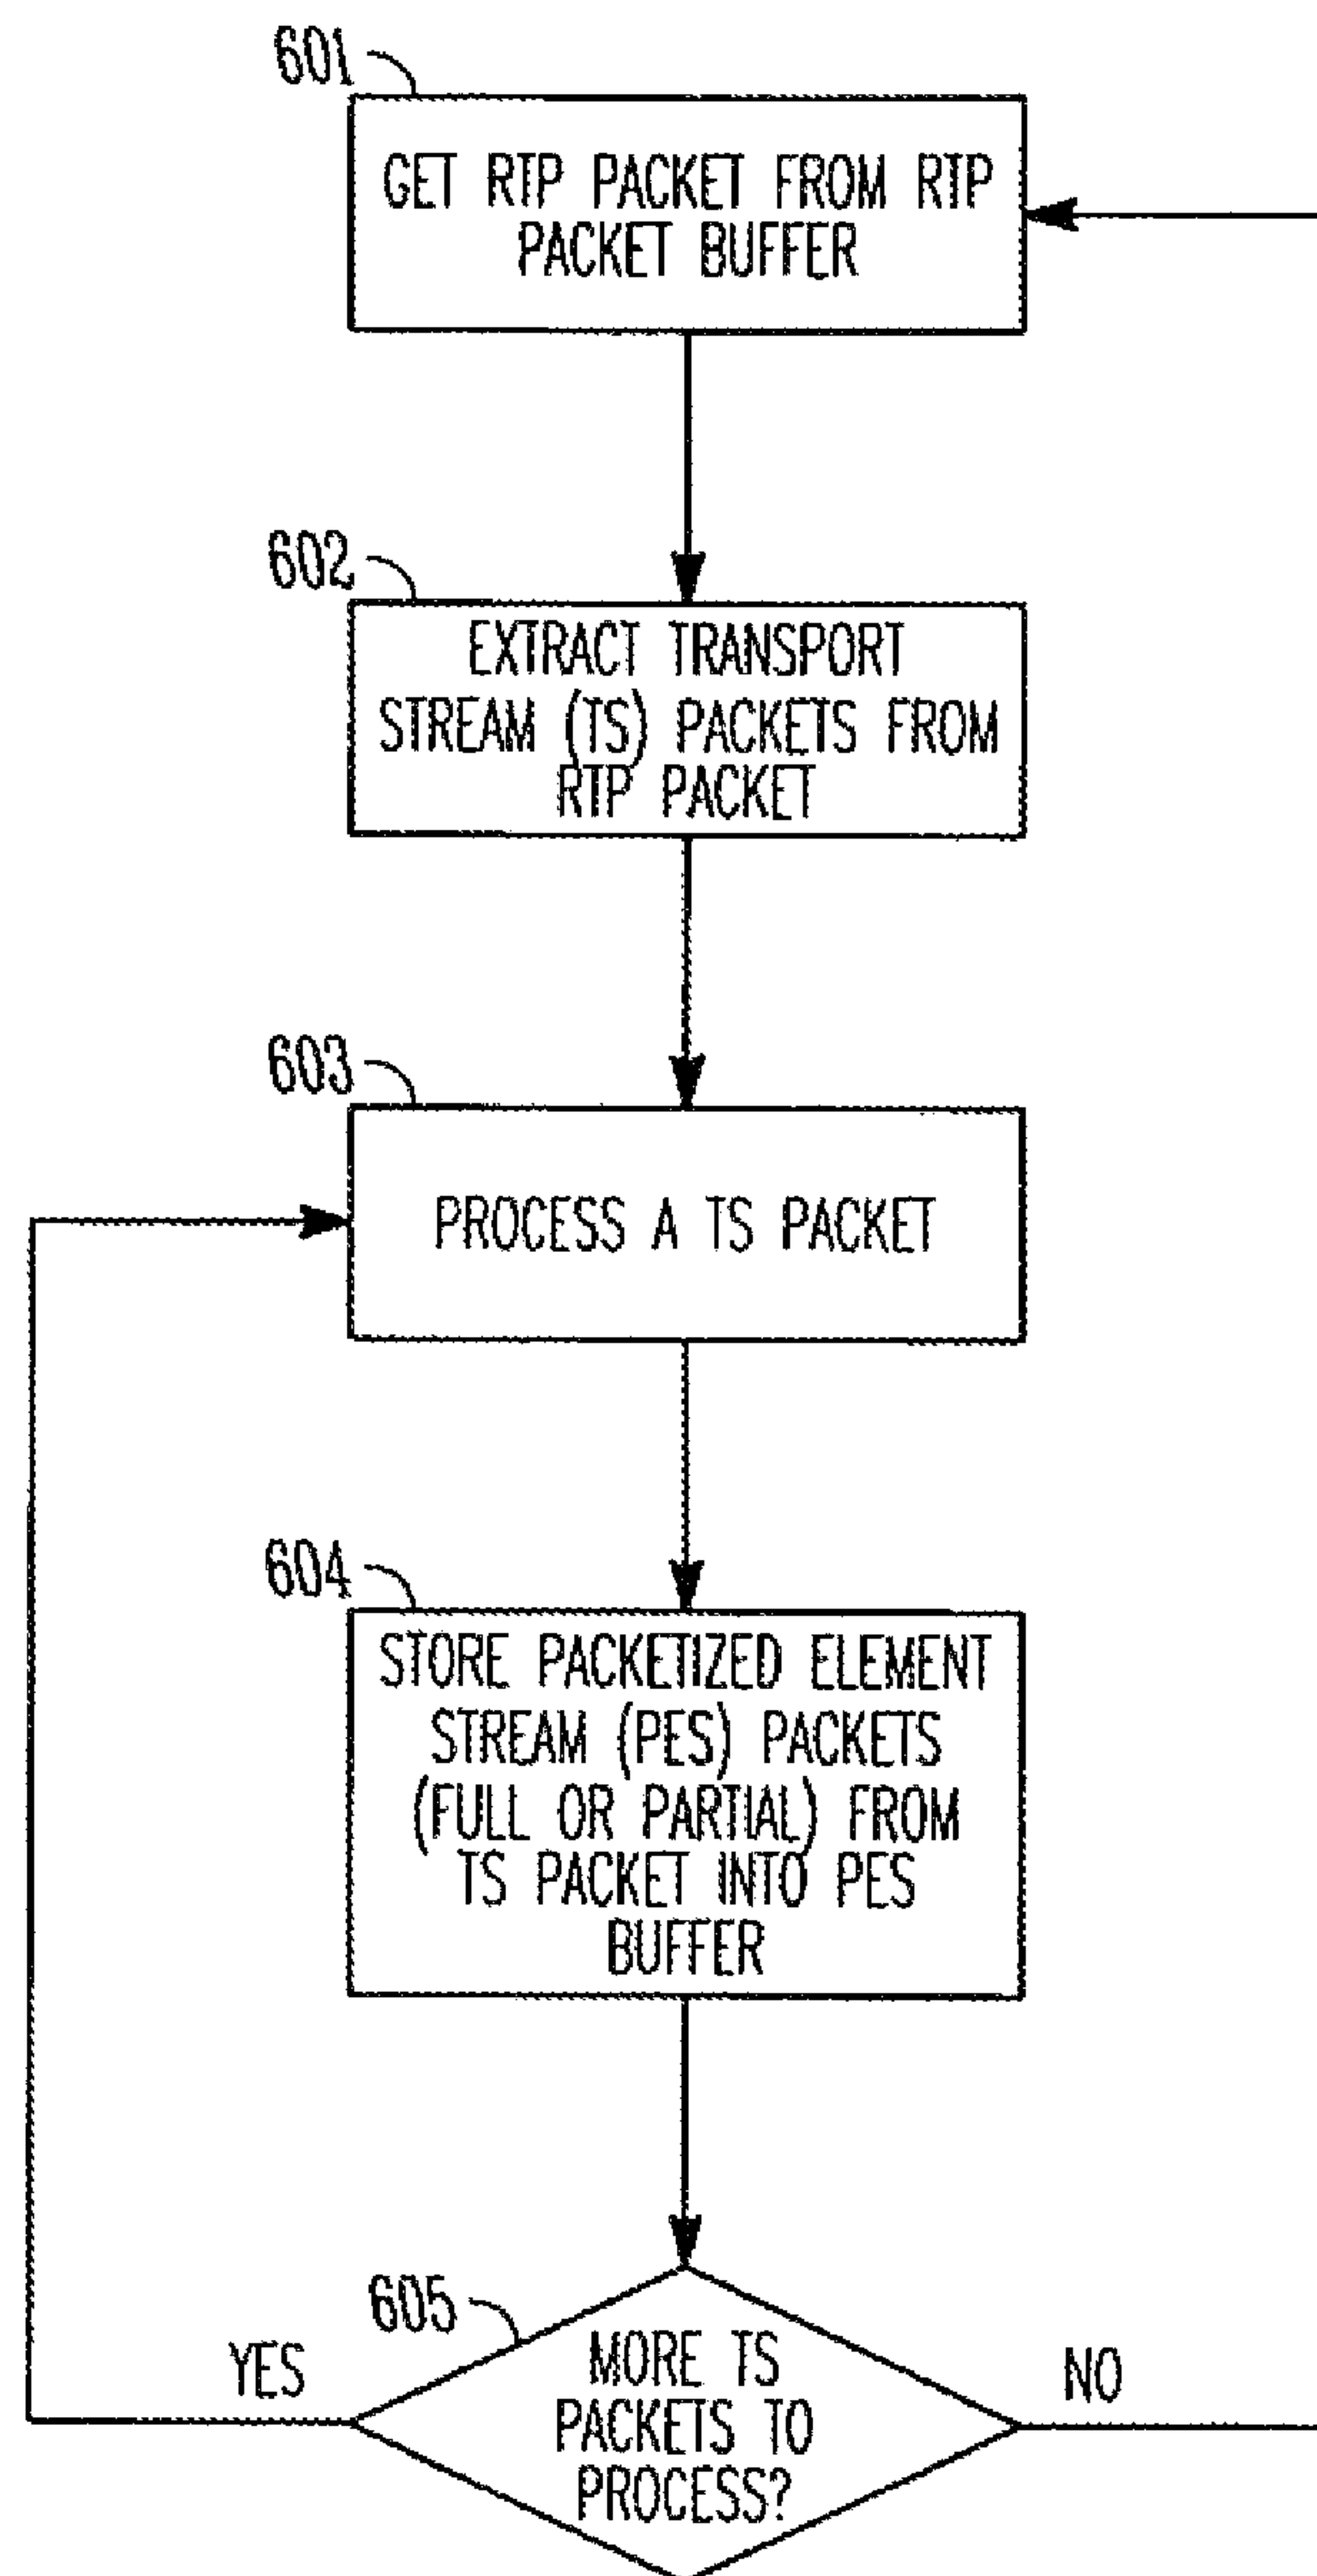 601
GET RTP PACKET FROM RTP
PACKET BUFFER
602
EXTRACT TRANSPORT
STREAM (TS) PACKETS FROM
RTP PACKET
603
PROCESS A TS PACKET
604
STORE PACKETIZED ELEMENT
STREAM (PES) PACKETS
(FULL OR PARTIAL) FROM
TS PACKET INTO PES
BUFFER
605
YES
MORE TS
PACKETS TO
PROCESS?
NO